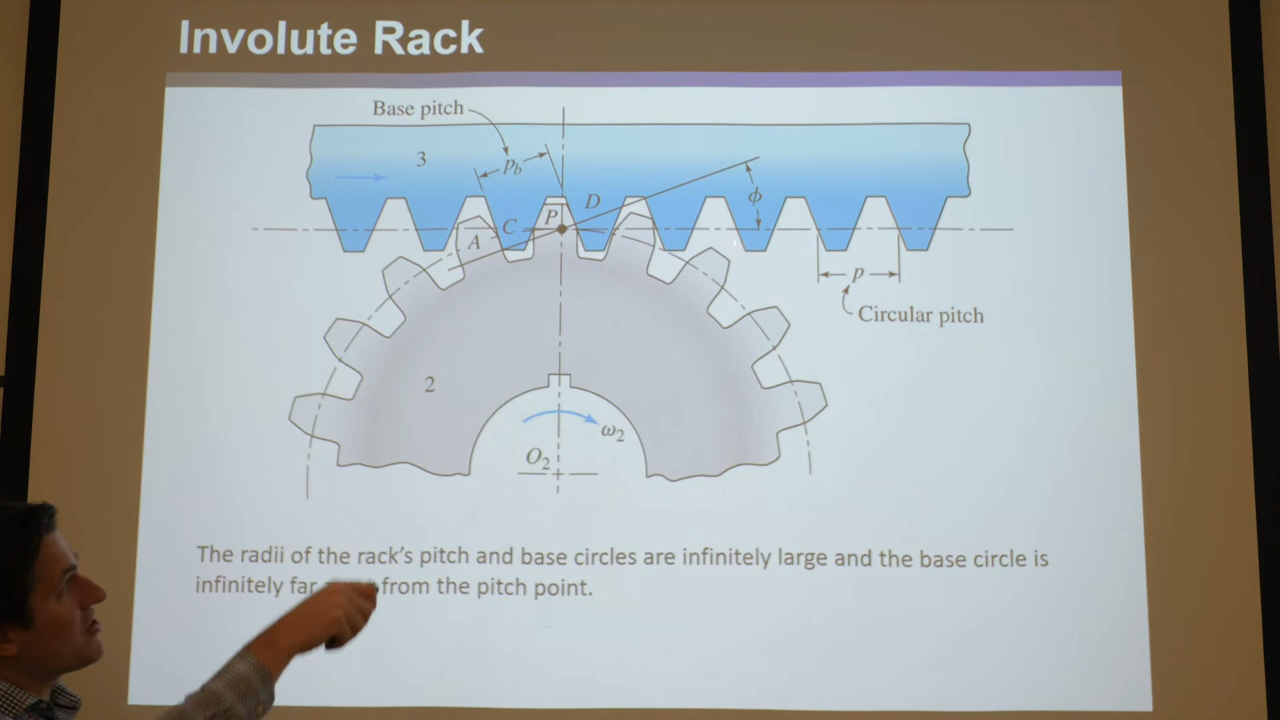 Involute Rack
Base pitch
3
Pb
D
ϕ
P
C
A
p
Circular pitch
2
ω2
O2
The radii of the rack's pitch and base circles are infinitely large and the base circle is
infinitely far from the pitch point.